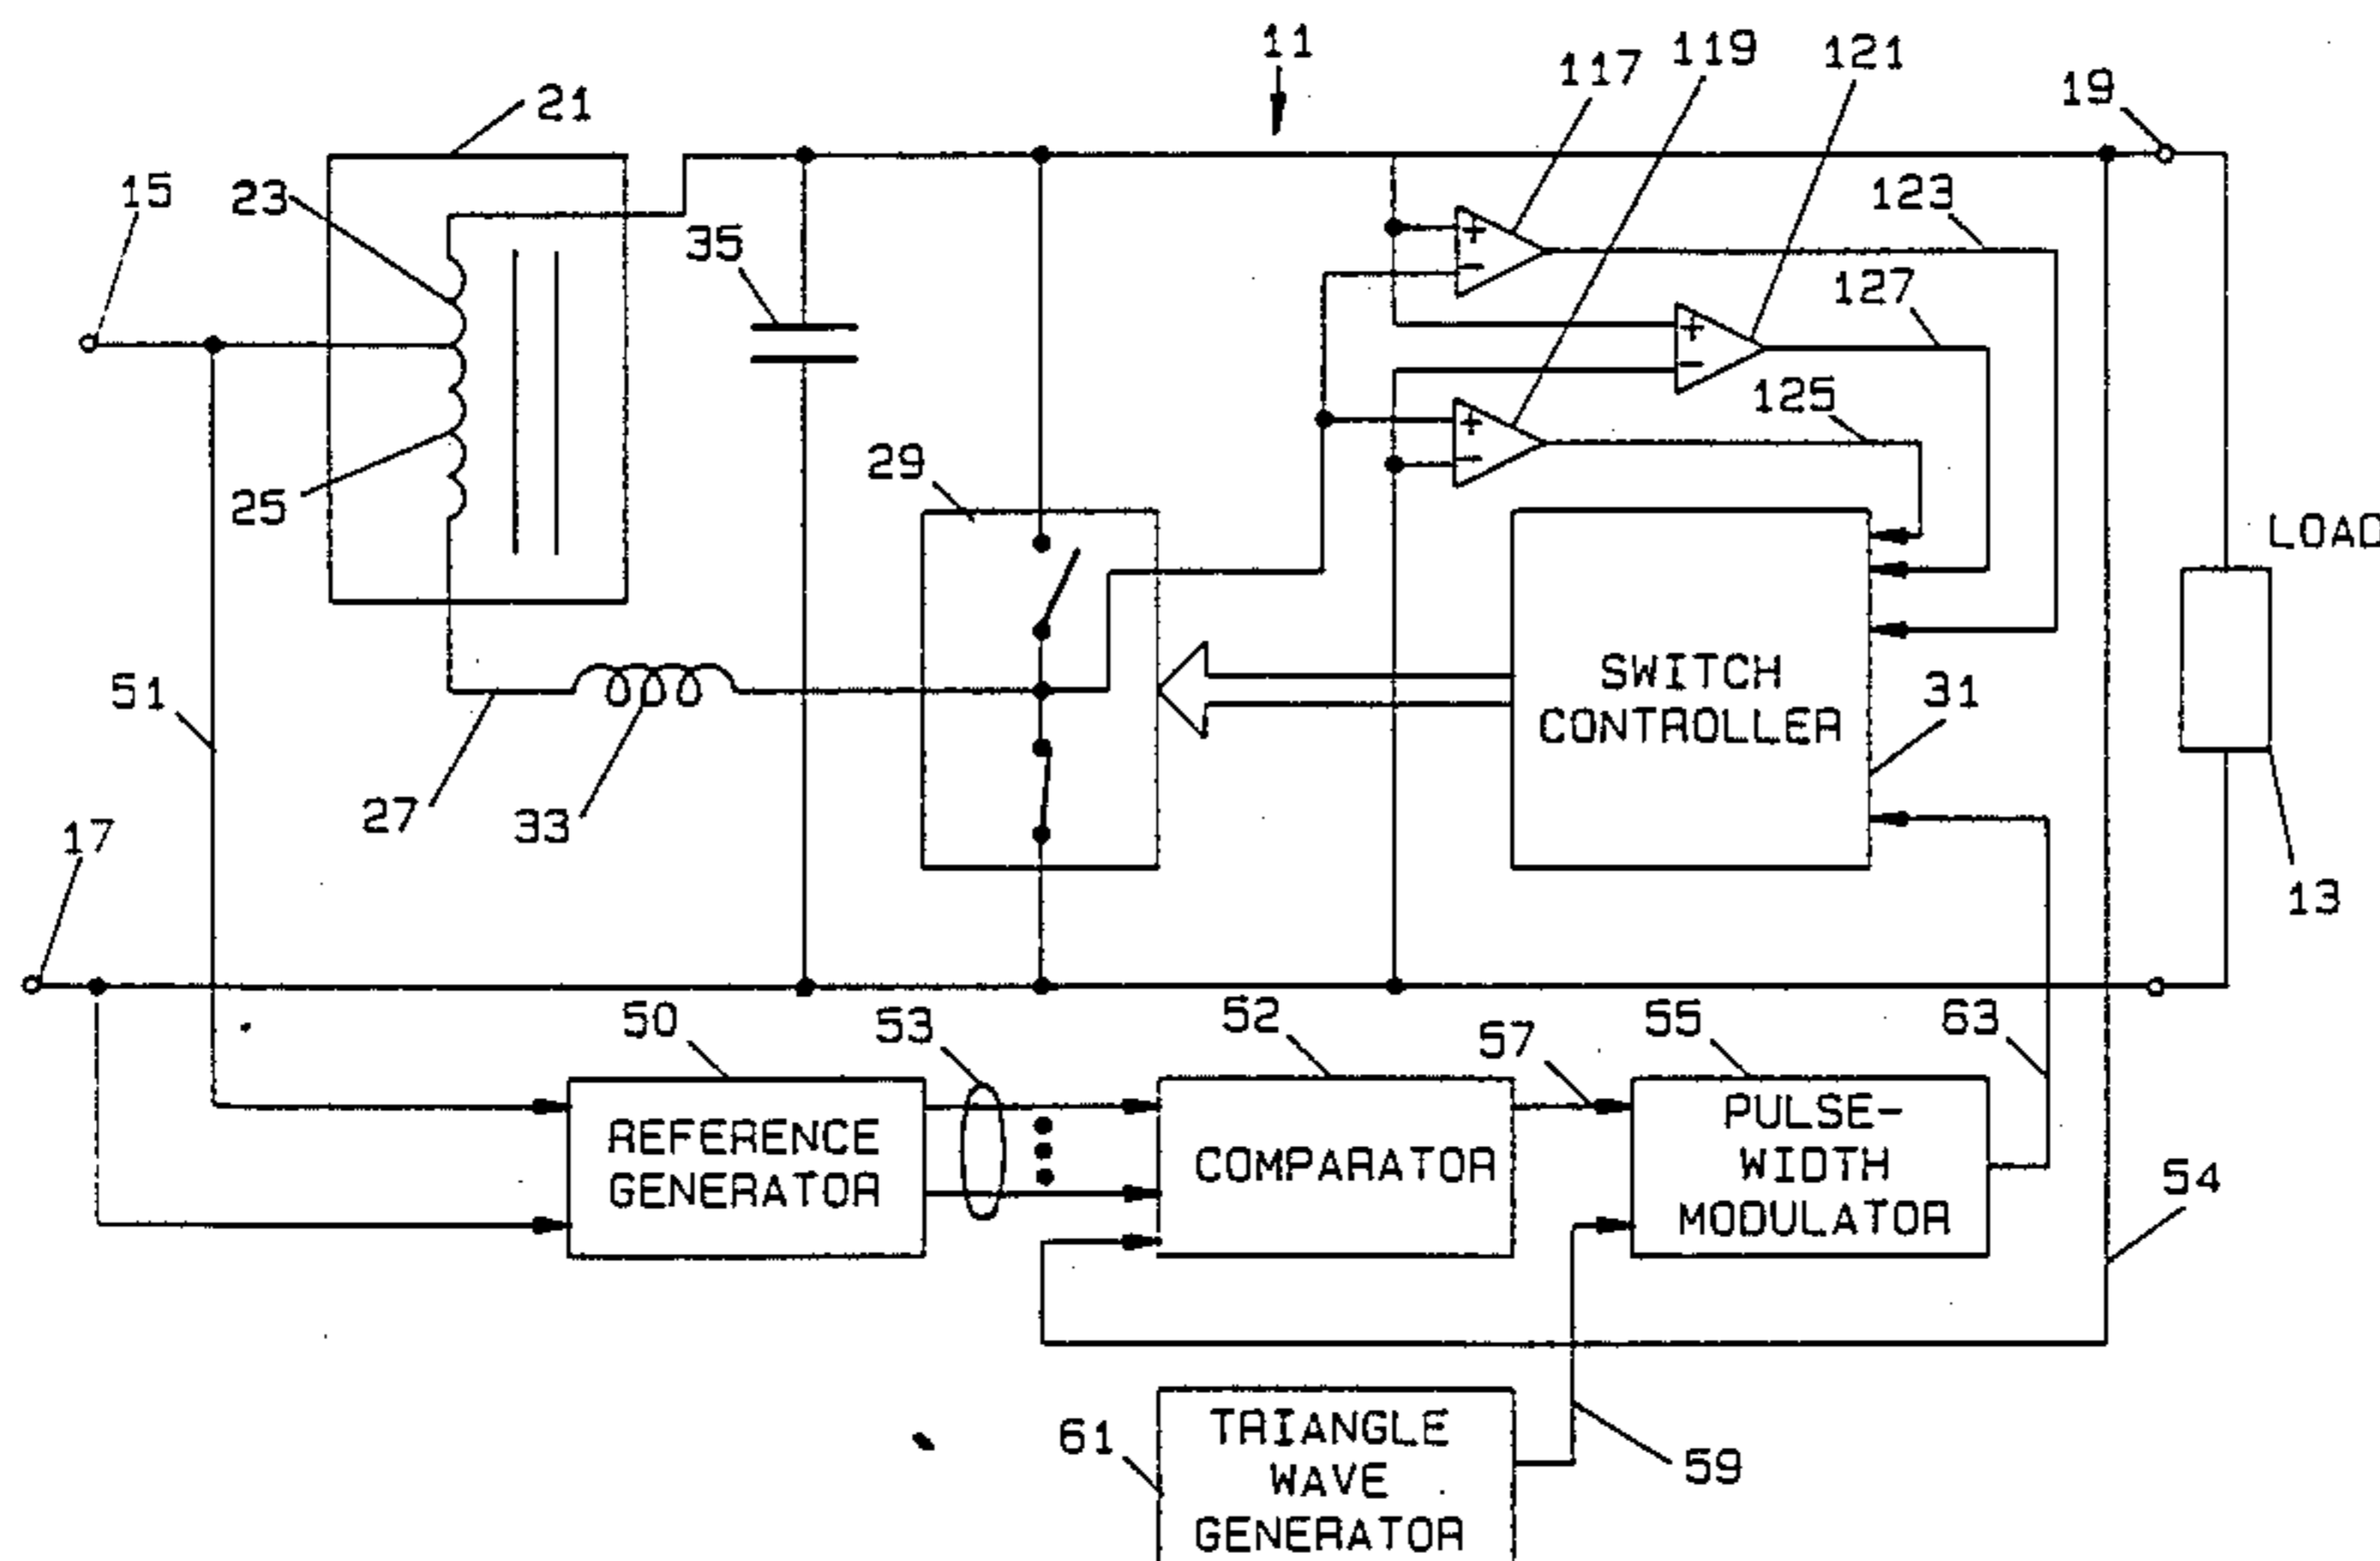 11
117
119
121
19
21
15
23
35
123
127
125
25
29
LOAD
SWITCH
CONTROLLER
31
51
27
33
17
13
50
53
52
57
55
63
REFERENCE
GENERATOR
COMPARATOR
PULSE-
WIDTH
MODULATOR
54
61
TRIANGLE
WAVE
GENERATOR
59
+
−
+
−
+
−